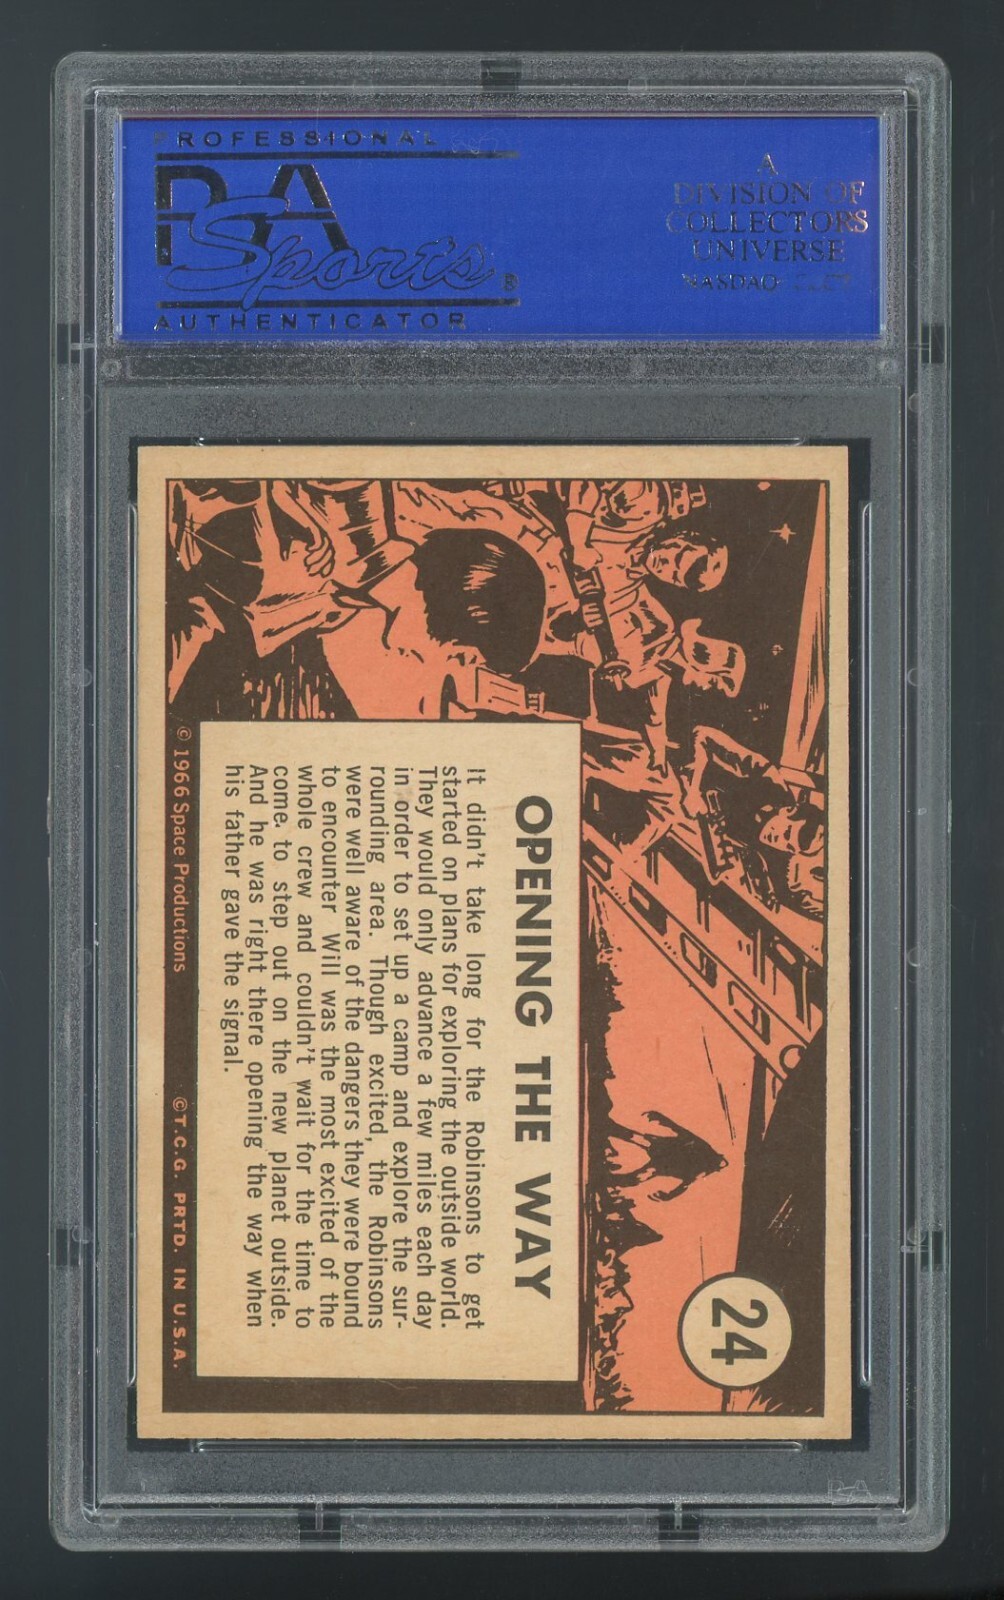 PROFESSIONAL
PSA
Sports®
AUTHENTICATOR
A
DIVISION OF
COLLECTORS
UNIVERSE
NASDAQ
24
OPENING THE WAY
It didn't take long for the Robinsons to get
started on plans for exploring the outside world.
They would only advance a few miles each day
in order to set up a camp and explore the sur-
rounding area. Though excited, the Robinsons
were well aware of the dangers they were bound
to encounter. Will was the most excited of the
whole crew and couldn't wait for the time to
come. to step out on the new planet outside.
And he was right there opening the way when
his father gave the signal.
© 1966 Space Productions
© T.C.G. PRTD. IN U.S.A.
PSA